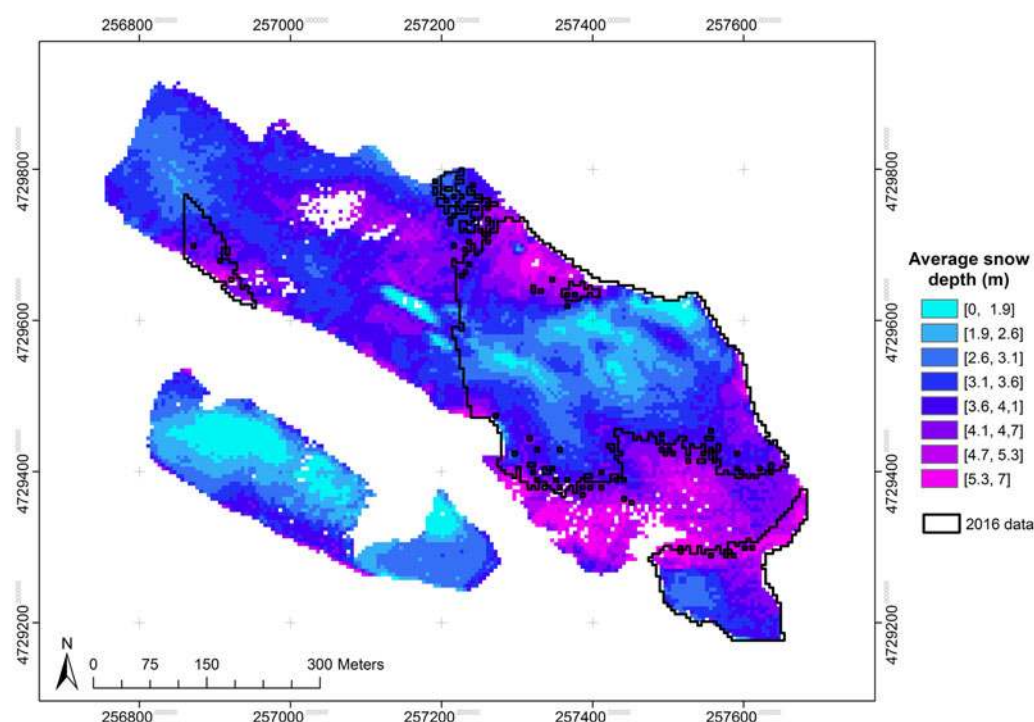 256800 257000 257200 257400 257600
4729800
4729600
4729400
4729200
4729800
4729600
4729400
4729200
N
0 75 150 300 Meters
256800 257000 257200 257400 257600
Average snow
depth (m)
[0, 1.9]
[1.9, 2.6]
[2.6, 3.1]
[3.1, 3.6]
[3.6, 4.1]
[4.1, 4,7]
[4.7, 5.3]
[5.3, 7]
2016 data